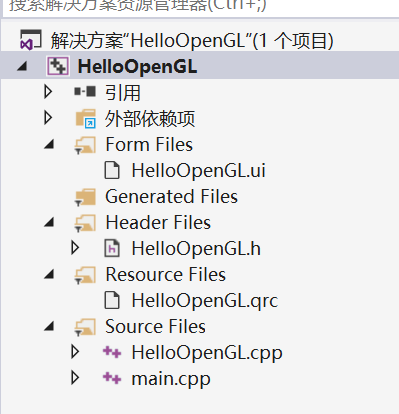 搜索解决方案资源管理器(Ctrl+;)
解决方案"HelloOpenGL"(1 个项目)
HelloOpenGL
引用
外部依赖项
Form Files
HelloOpenGL.ui
Generated Files
Header Files
HelloOpenGL.h
Resource Files
HelloOpenGL.qrc
Source Files
HelloOpenGL.cpp
main.cpp